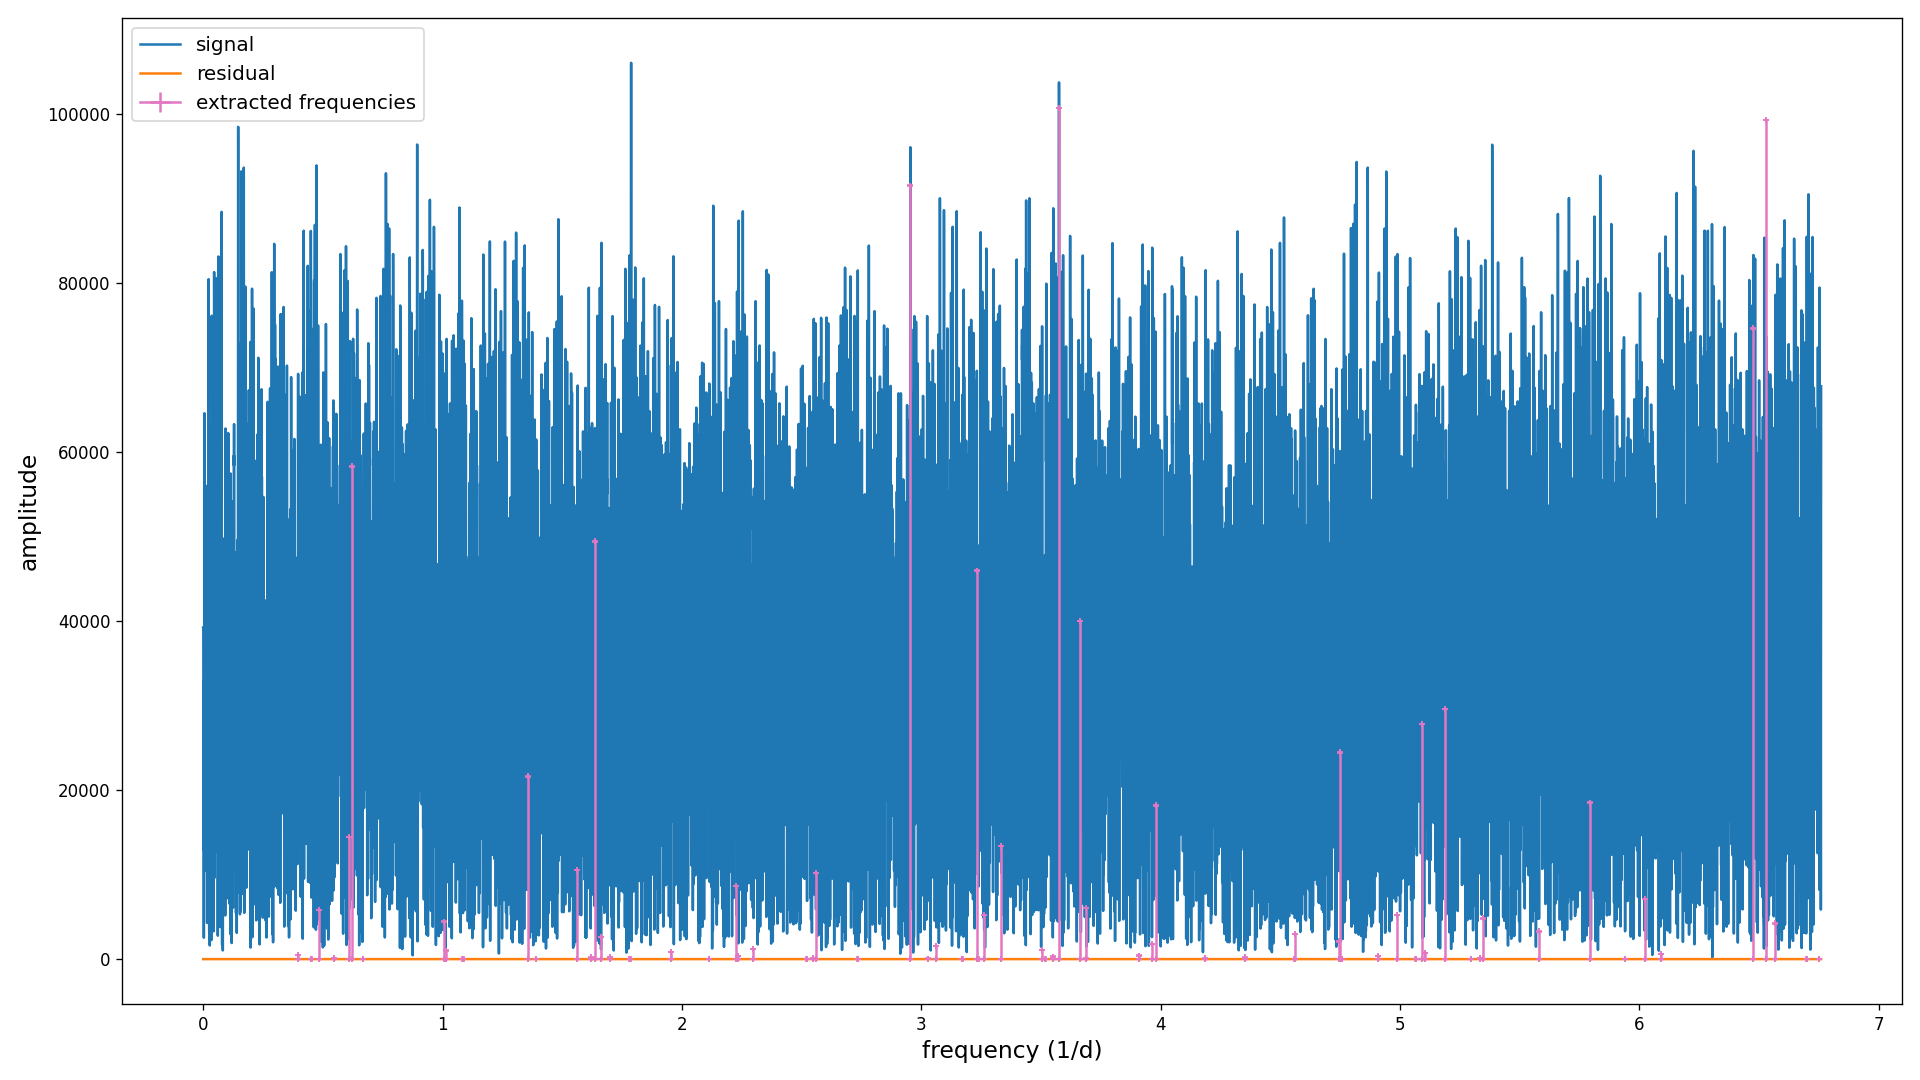 signal
residual
extracted frequencies
100000
80000
60000
40000
20000
0
amplitude
0 1 2 3 4 5 6 7
frequency (1/d)